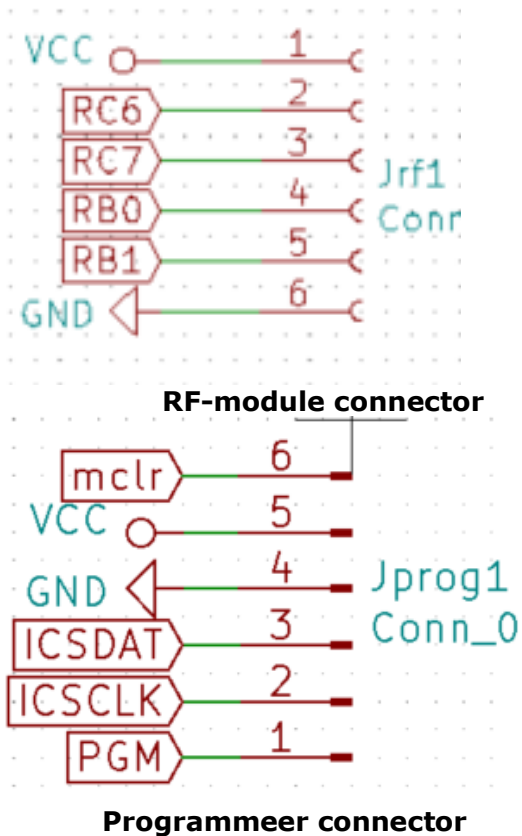 VCC 1
RC6 2
RC7 3
Jrf1
RB0 4
Conn
RB1 5
GND 6
RF-module connector
mclr 6
VCC 5
GND 4 Jprog1
ICSDAT 3 Conn_0
ICSCLK 2
PGM 1
Programmeer connector